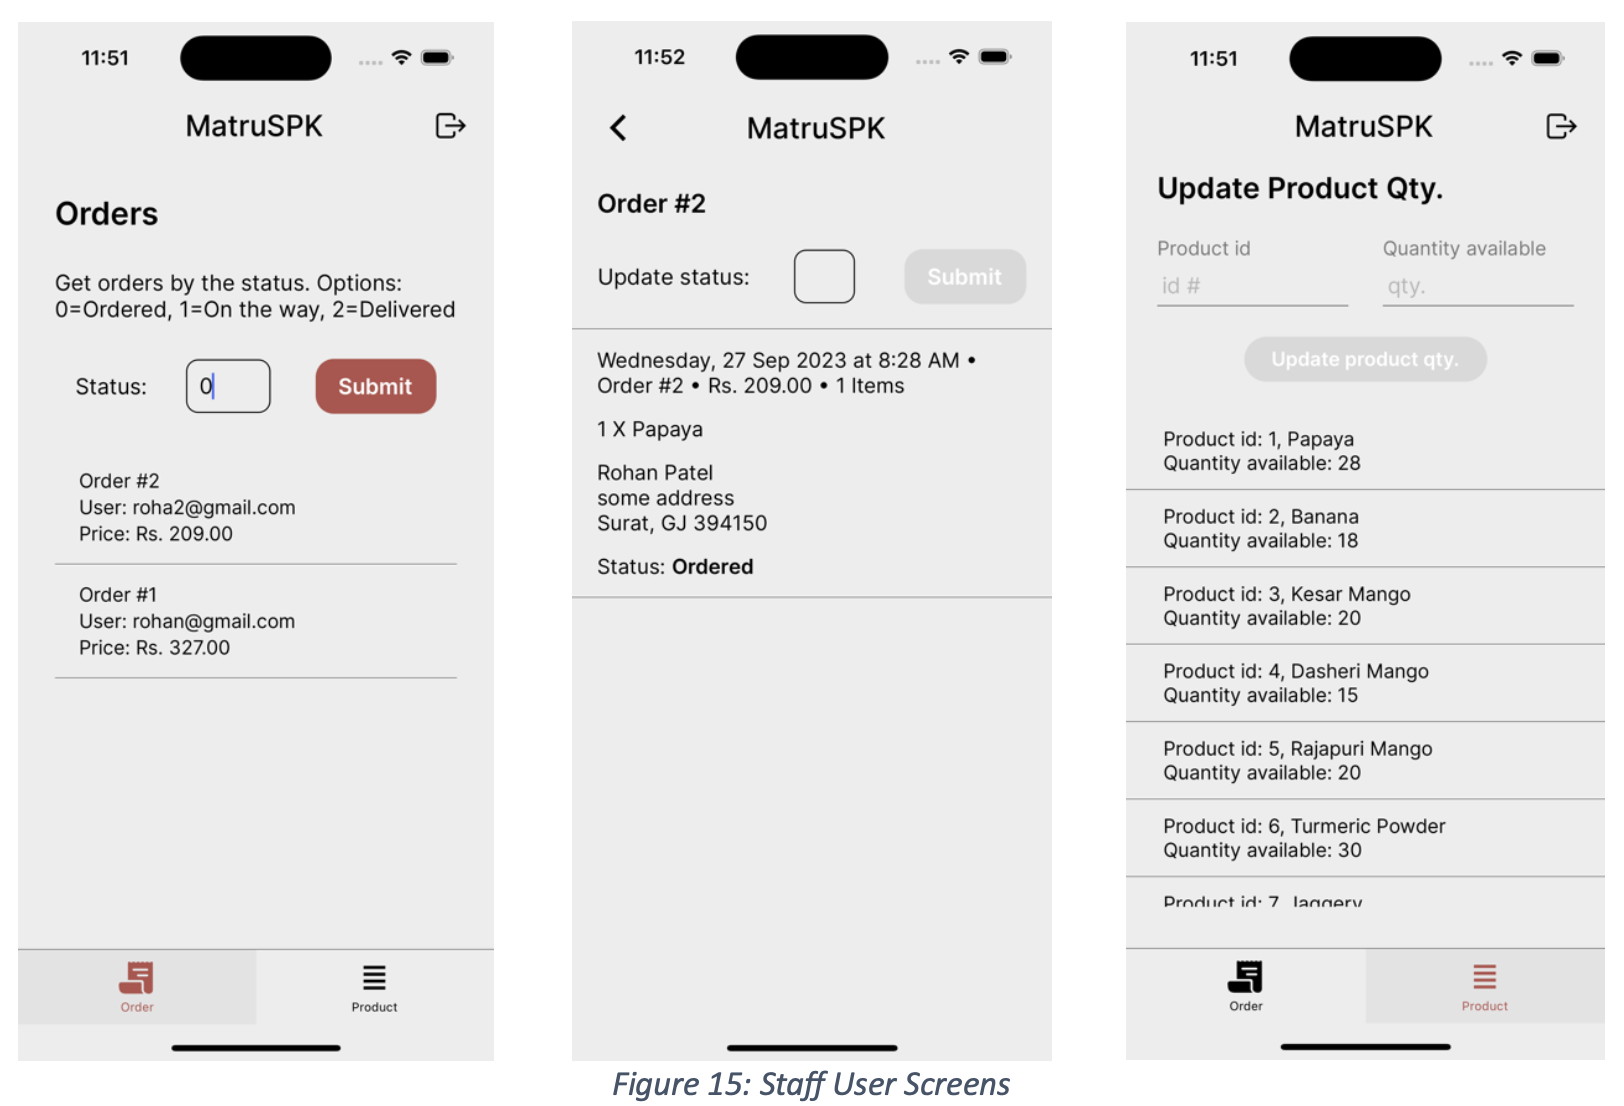 11:51
MatruSPK
Orders
Get orders by the status. Options:
0=Ordered, 1=On the way, 2=Delivered
Status:
0
Submit
Order #2
User: roha2@gmail.com
Price: Rs. 209.00
Order #1
User: rohan@gmail.com
Price: Rs. 327.00
Order
Product
11:52
MatruSPK
Order #2
Update status:
Submit
Wednesday, 27 Sep 2023 at 8:28 AM •
Order #2 • Rs. 209.00 • 1 Items
1 X Papaya
Rohan Patel
some address
Surat, GJ 394150
Status: Ordered
11:51
MatruSPK
Update Product Qty.
Product id
Quantity available
id #
qty.
Update product qty.
Product id: 1, Papaya
Quantity available: 28
Product id: 2, Banana
Quantity available: 18
Product id: 3, Kesar Mango
Quantity available: 20
Product id: 4, Dasheri Mango
Quantity available: 15
Product id: 5, Rajapuri Mango
Quantity available: 20
Product id: 6, Turmeric Powder
Quantity available: 30
Product id: 7, Jaggery
Order
Product
Figure 15: Staff User Screens